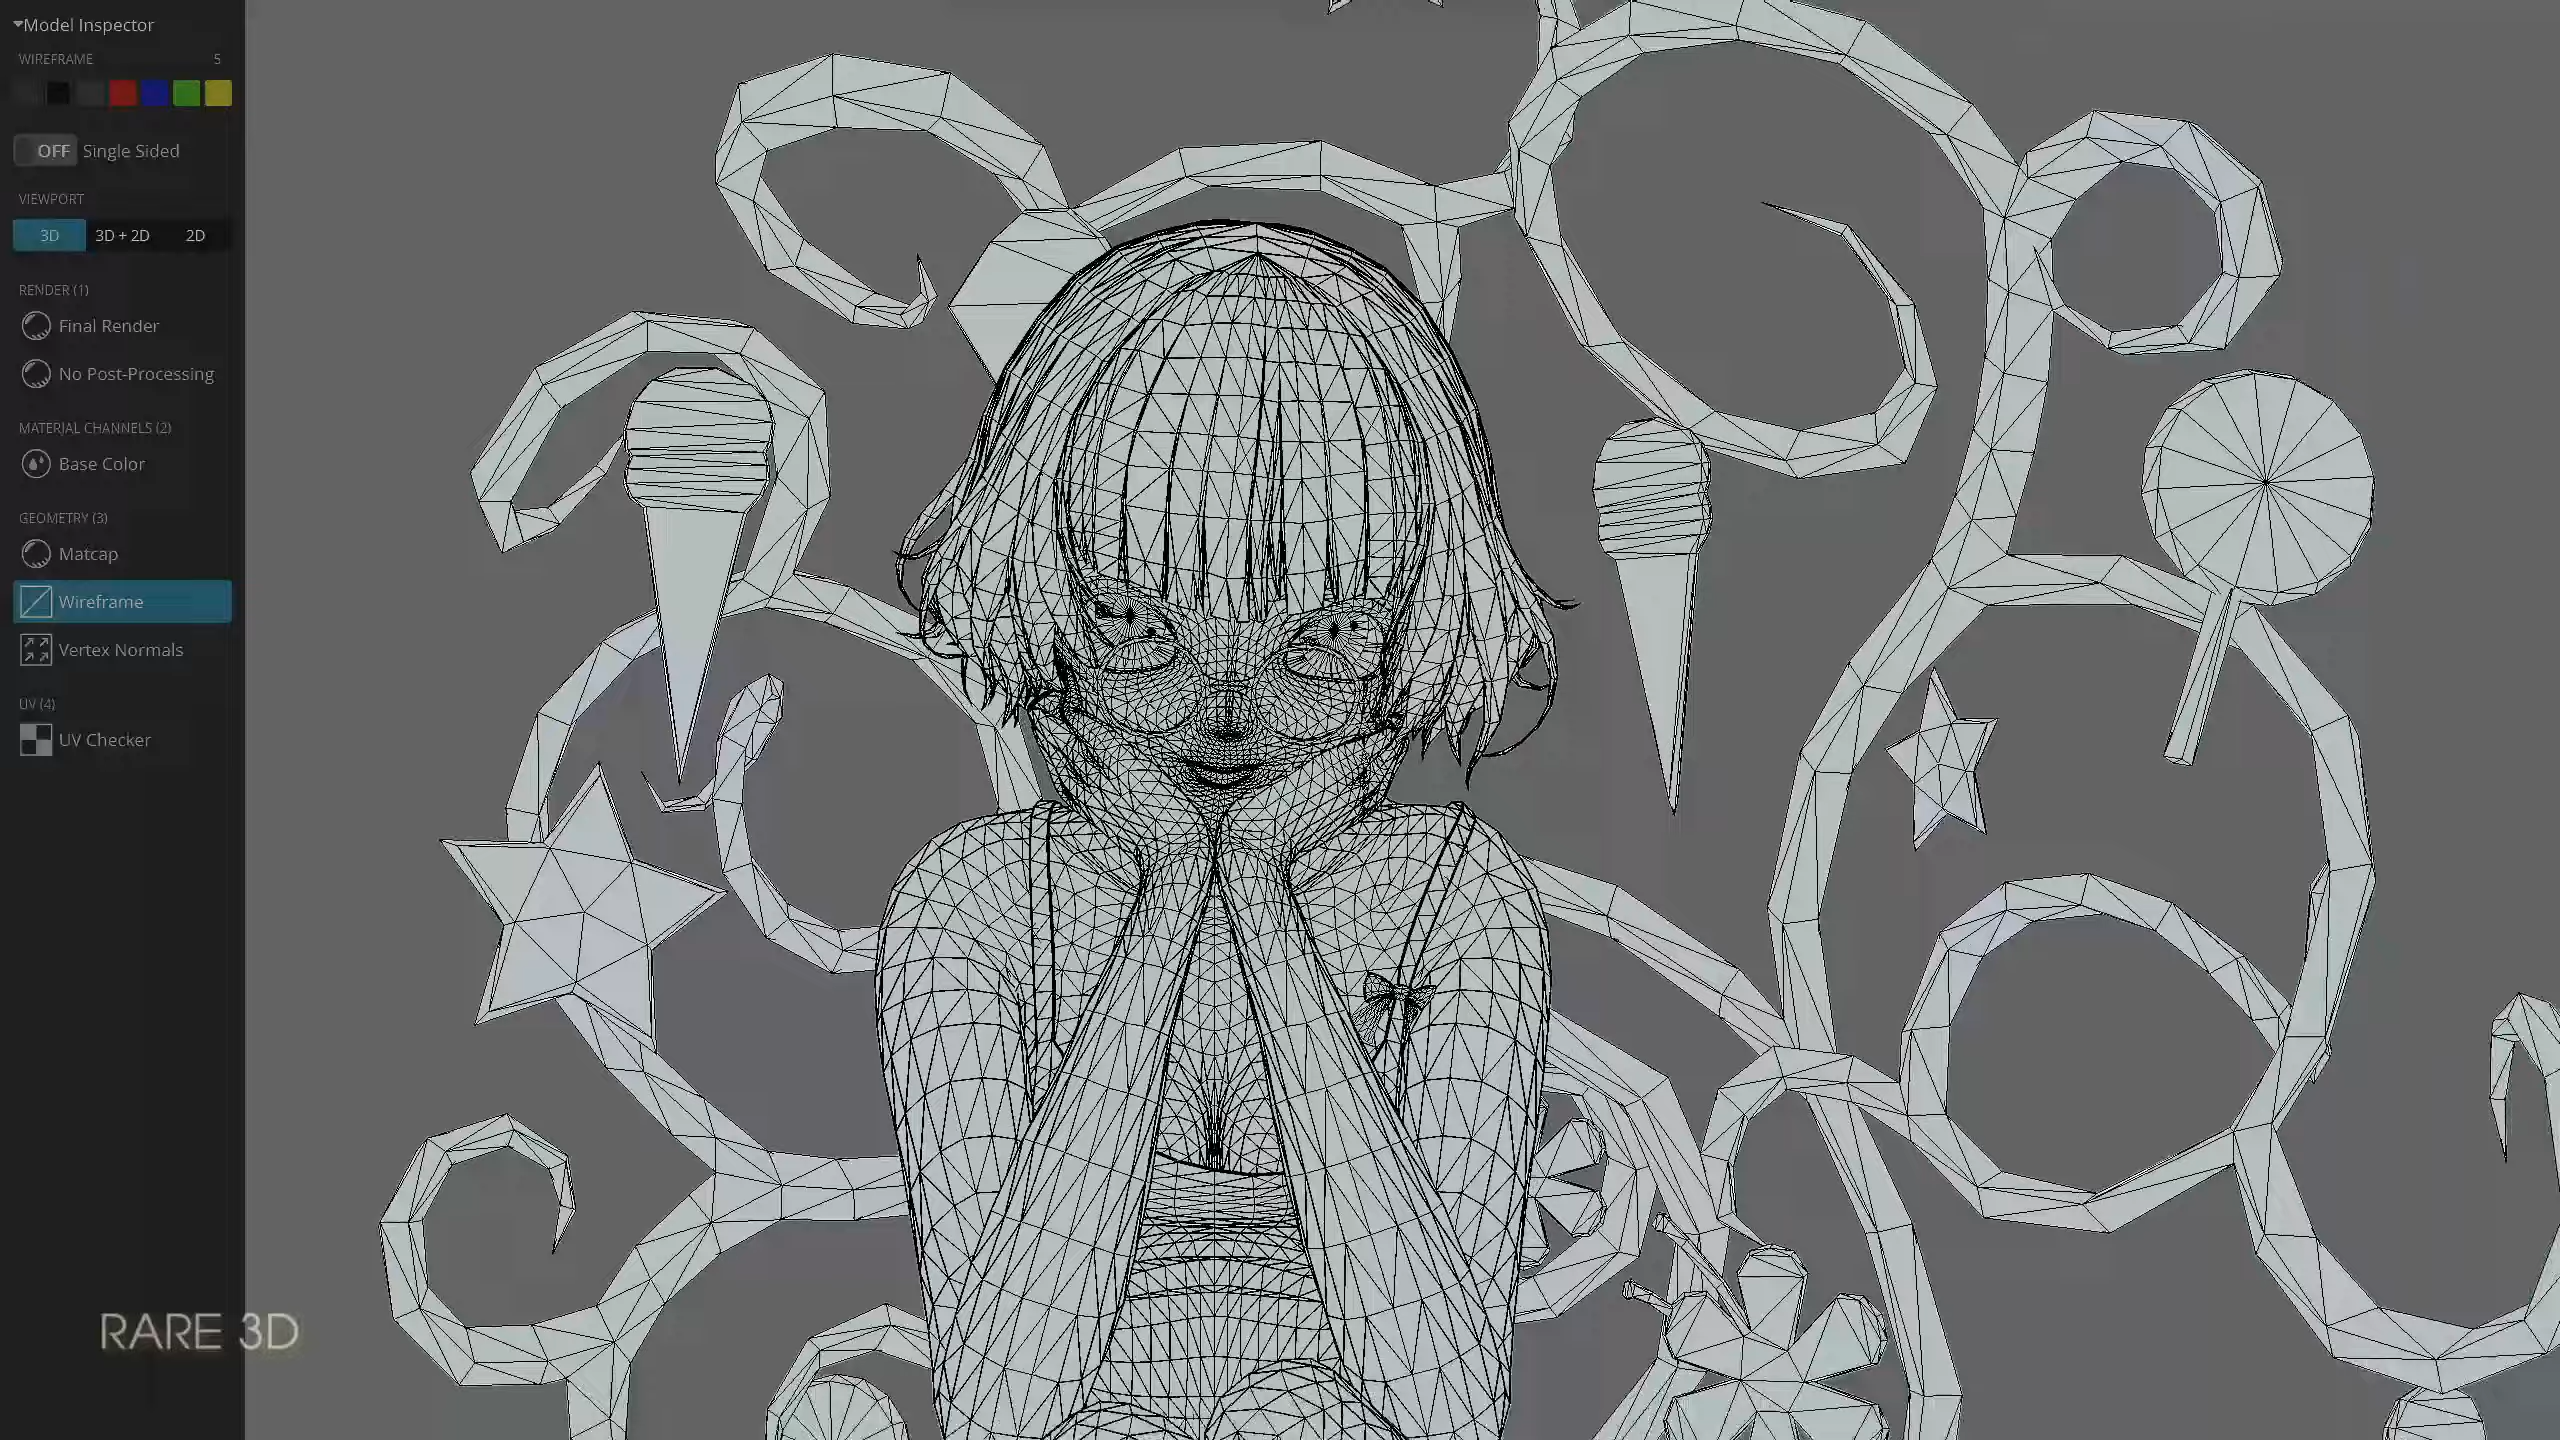 Model Inspector
WIREFRAME 5
OFF Single Sided
VIEWPORT
3D 3D + 2D 2D
RENDER (1)
Final Render
No Post-Processing
MATERIAL CHANNELS (2)
Base Color
GEOMETRY (3)
Matcap
Wireframe
Vertex Normals
UV (4)
UV Checker
RARE 3D